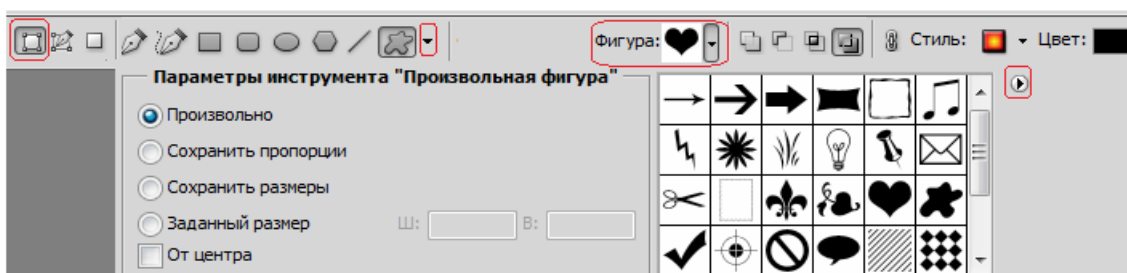 Фигура:
Стиль:
Цвет:
Параметры инструмента "Произвольная фигура"
Произвольно
Сохранить пропорции
Сохранить размеры
Заданный размер Ш: В:
От центра